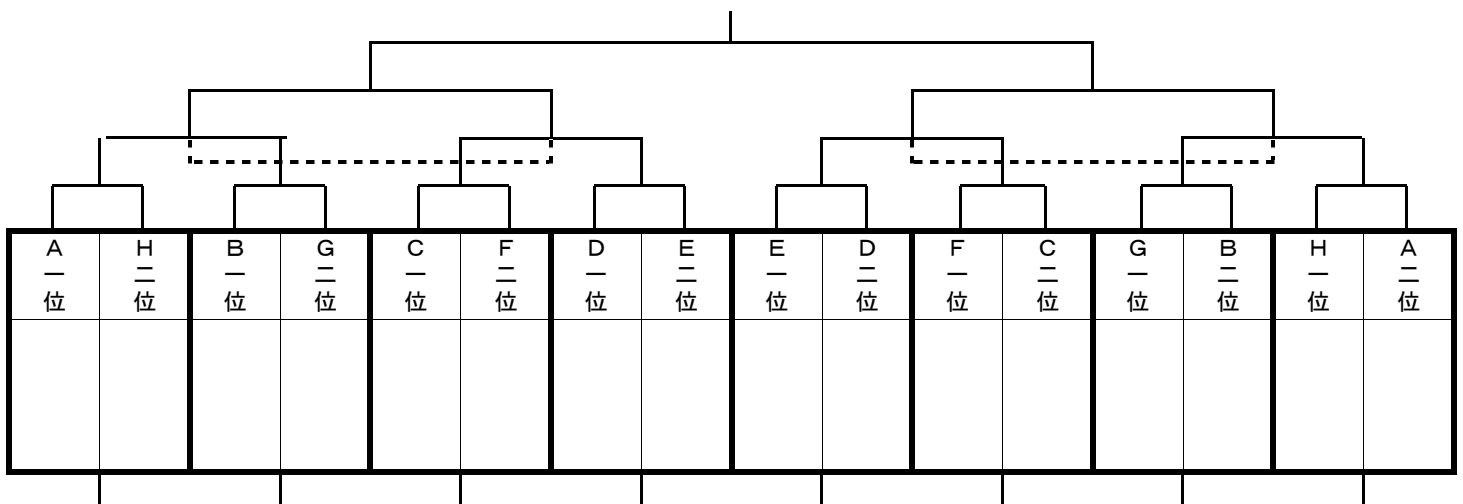 A一位
H二位
B一位
G二位
C一位
F二位
D一位
E二位
E一位
D二位
F一位
C二位
G一位
B二位
H一位
A二位